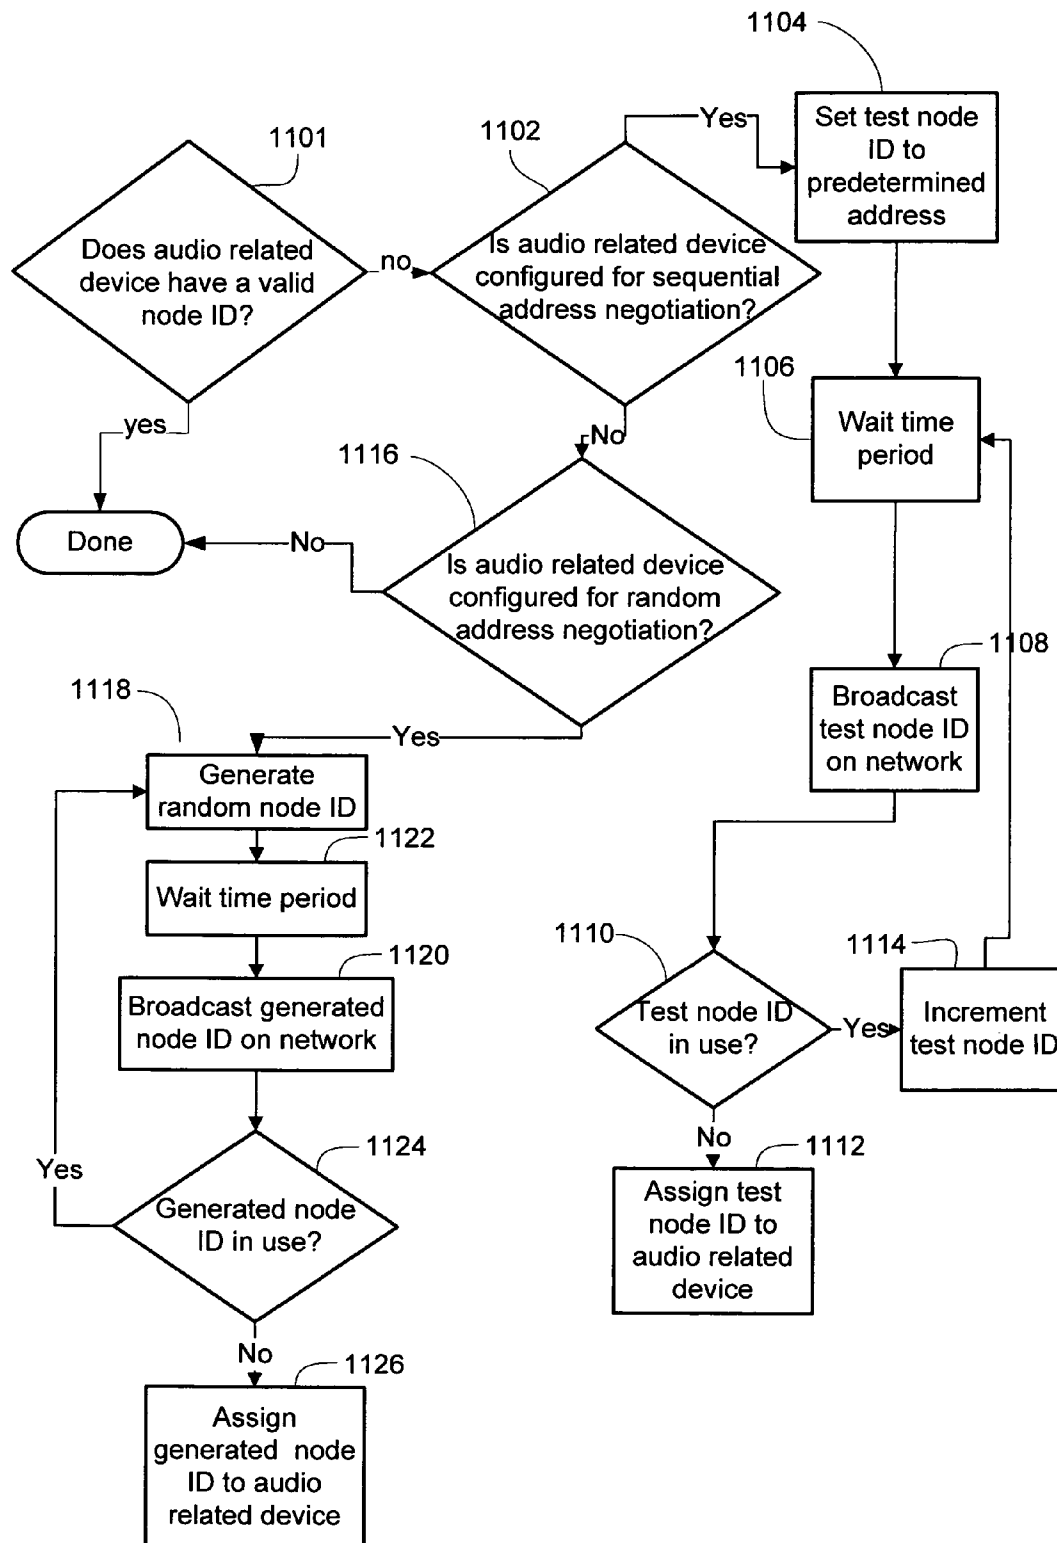 1104
Set test node
ID to
predetermined
address
Yes
1102
Is audio related device
configured for sequential
address negotiation?
1101
Does audio related
device have a valid
node ID?
no
yes
Done
No
No
1116
Is audio related device
configured for random
address negotiation?
1106
Wait time
period
1108
Broadcast
test node ID
on network
1110
Test node ID
in use?
Yes
1114
Increment
test node ID
No
1112
Assign test
node ID to
audio related
device
Yes
1118
Generate
random node ID
1122
Wait time period
1120
Broadcast generated
node ID on network
1124
Generated node
ID in use?
Yes
No
1126
Assign
generated node
ID to audio
related device